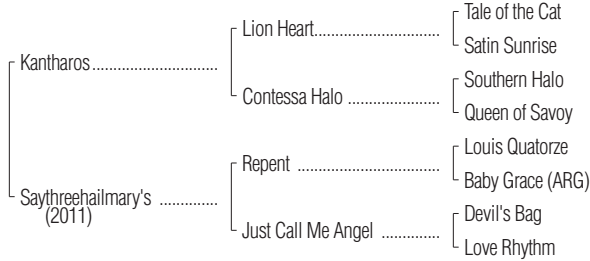 Tale of the Cat
Lion Heart..............................
Satin Sunrise
Kantharos..............................
Southern Halo
Contessa Halo ......................
Queen of Savoy
Louis Quatorze
Repent ..................................
Baby Grace (ARG)
Saythreehailmary's ..............
(2011)
Devil's Bag
Just Call Me Angel ..............
Love Rhythm